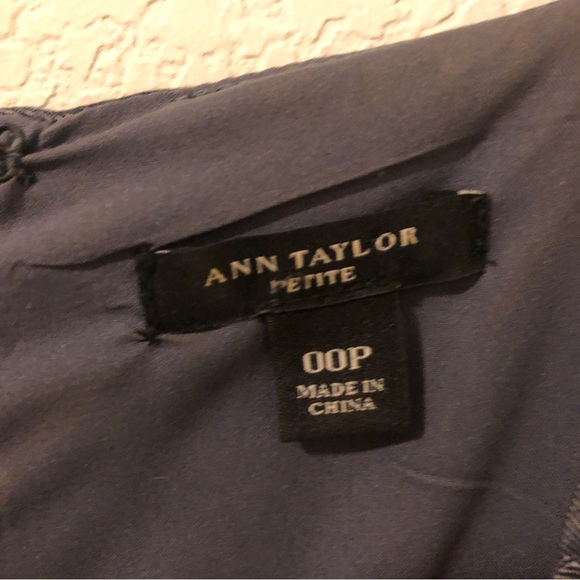 ANN TAYLOR
PETITE
00P
MADE IN
CHINA